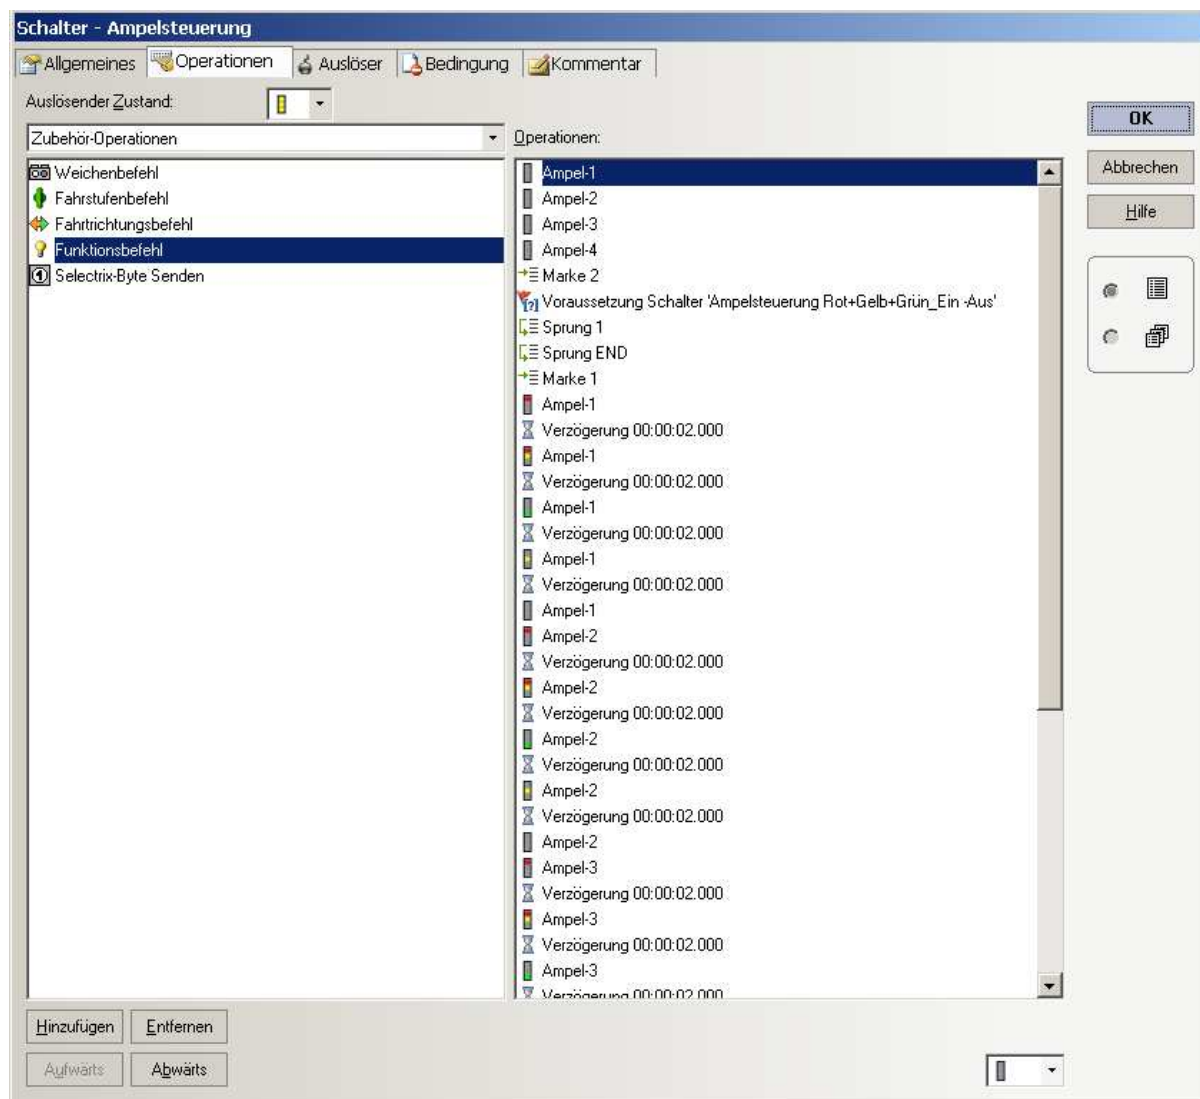 Schalter - Ampelsteuerung
Allgemeines Operationen Auslöser Bedingung Kommentar
Auslösender Zustand:
OK
Zubehör-Operationen
Operationen:
Abbrechen
Hilfe
Weichenbefehl
Fahrstufenbefehl
Fahrtrichtungsbefehl
Funktionsbefehl
Selectrix-Byte Senden
Ampel-1
Ampel-2
Ampel-3
Ampel-4
Marke 2
Voraussetzung Schalter 'Ampelsteuerung Rot+Gelb+Grün_Ein -Aus'
Sprung 1
Sprung END
Marke 1
Ampel-1
Verzögerung 00:00:02.000
Ampel-1
Verzögerung 00:00:02.000
Ampel-1
Verzögerung 00:00:02.000
Ampel-1
Verzögerung 00:00:02.000
Ampel-1
Ampel-2
Verzögerung 00:00:02.000
Ampel-2
Verzögerung 00:00:02.000
Ampel-2
Verzögerung 00:00:02.000
Ampel-2
Verzögerung 00:00:02.000
Ampel-2
Ampel-3
Verzögerung 00:00:02.000
Ampel-3
Verzögerung 00:00:02.000
Ampel-3
Verzögerung 00:00:02.000
Hinzufügen Entfernen
Aufwärts Abwärts